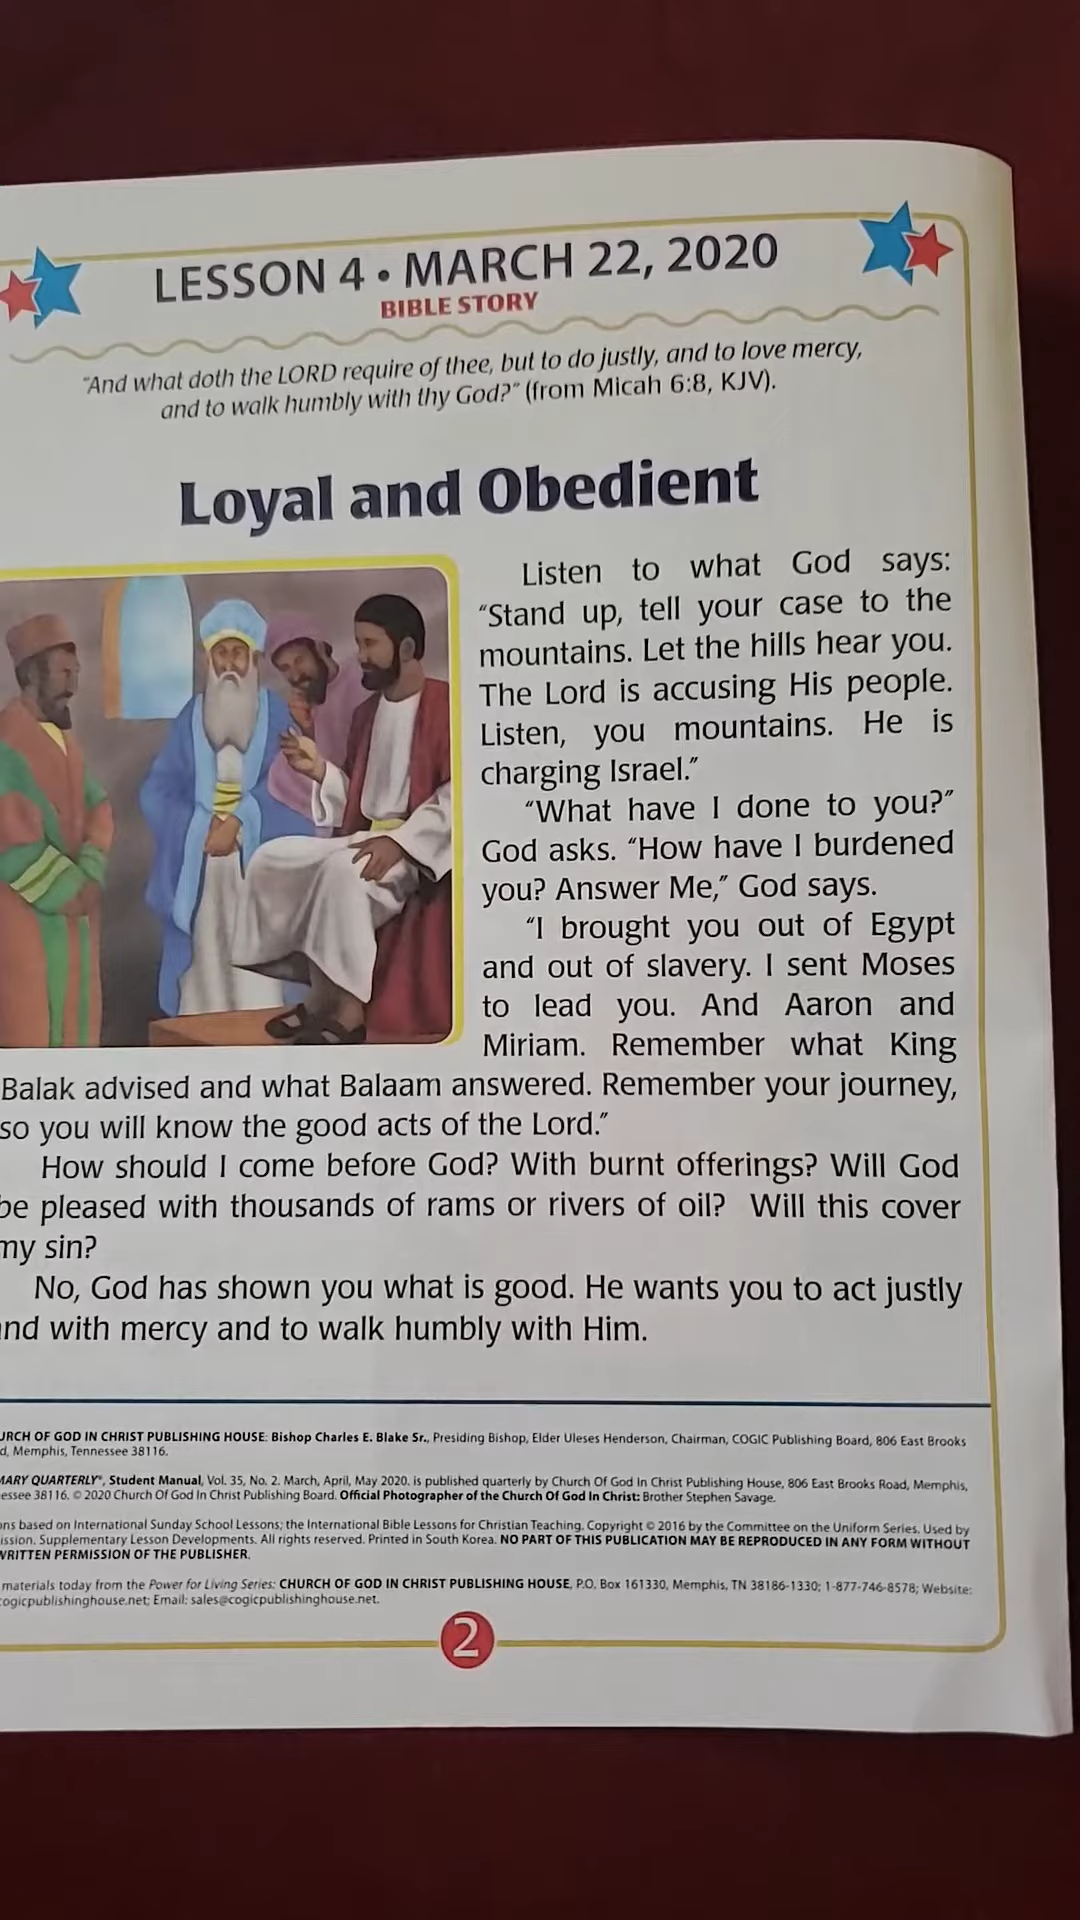 LESSON 4 • MARCH 22, 2020
BIBLE STORY
"And what doth the LORD require of thee, but to do justly, and to love mercy,
and to walk humbly with thy God?" (from Micah 6:8, KJV).
Loyal and Obedient
Listen to what God says:
"Stand up, tell your case to the
mountains. Let the hills hear you.
The Lord is accusing His people.
Listen, you mountains. He is
charging Israel."
"What have I done to you?"
God asks. "How have I burdened
you? Answer Me," God says.
"I brought you out of Egypt
and out of slavery. I sent Moses
to lead you. And Aaron and
Miriam. Remember what King
Balak advised and what Balaam answered. Remember your journey,
so you will know the good acts of the Lord."
How should I come before God? With burnt offerings? Will God
be pleased with thousands of rams or rivers of oil? Will this cover
my sin?
No, God has shown you what is good. He wants you to act justly
and with mercy and to walk humbly with Him.
URCH OF GOD IN CHRIST PUBLISHING HOUSE: Bishop Charles E. Blake Sr., Presiding Bishop, Elder Uleses Henderson, Chairman, COGIC Publishing Board, 806 East Brooks
d, Memphis, Tennessee 38116.
MARY QUARTERLY®, Student Manual, Vol. 35, No. 2. March, April, May 2020. is published quarterly by Church Of God In Christ Publishing House, 806 East Brooks Road, Memphis,
essee 38116. © 2020 Church Of God In Christ Publishing Board. Official Photographer of the Church Of God In Christ: Brother Stephen Savage.
ons based on International Sunday School Lessons; the International Bible Lessons for Christian Teaching, Copyright © 2016 by the Committee on the Uniform Series. Used by
ission. Supplementary Lesson Developments. All rights reserved. Printed in South Korea. NO PART OF THIS PUBLICATION MAY BE REPRODUCED IN ANY FORM WITHOUT
WRITTEN PERMISSION OF THE PUBLISHER.
materials today from the Power for Living Series: CHURCH OF GOD IN CHRIST PUBLISHING HOUSE, P.O. Box 161330, Memphis, TN 38186-1330; 1-877-746-8578; Website:
cogicpublishinghouse.net; Email: sales@cogicpublishinghouse.net.
2